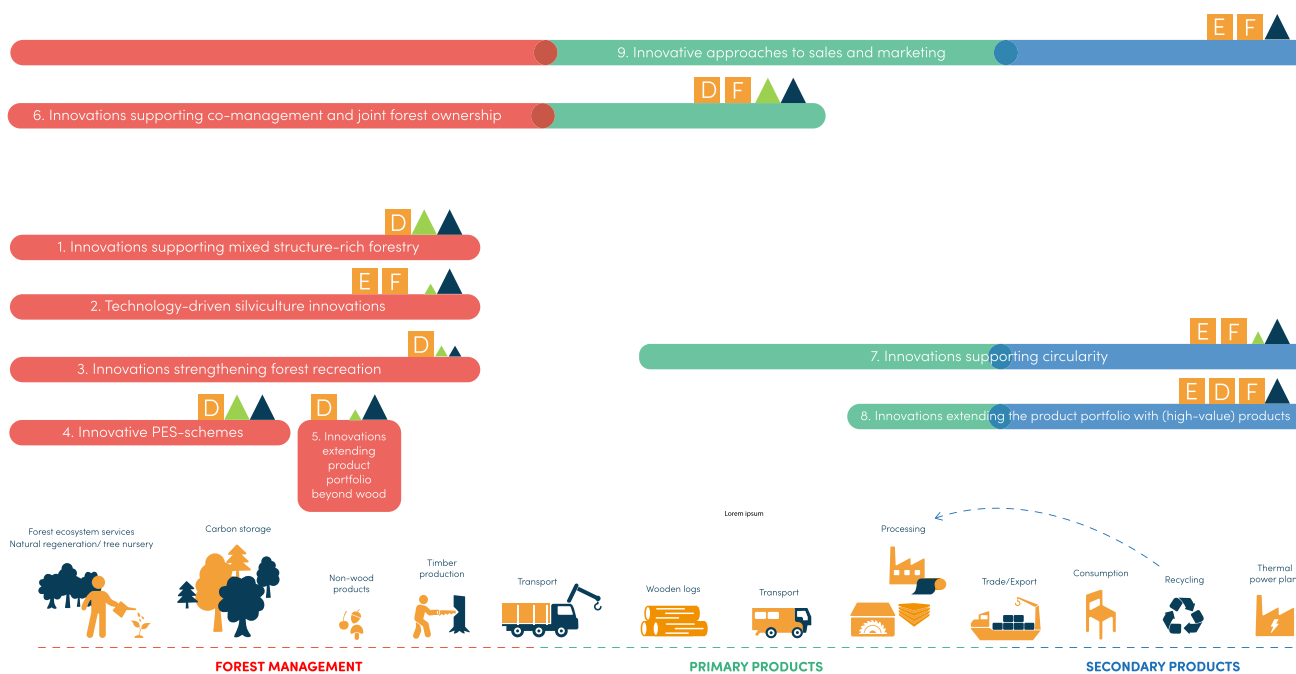 E F
9. Innovative approaches to sales and marketing
D F
6. Innovations supporting co-management and joint forest ownership
D
1. Innovations supporting mixed structure-rich forestry
E F
2. Technology-driven silviculture innovations
D
3. Innovations strengthening forest recreation
E F
7. Innovations supporting circularity
D
4. Innovative PES-schemes
D
5. Innovations
extending
product
portfolio
beyond wood
E D F
8. Innovations extending the product portfolio with (high-value) products
Lorem ipsum
Forest ecosystem services
Natural regeneration/ tree nursery
Carbon storage
Non-wood
products
Timber
production
Transport
Wooden logs
Transport
Processing
Trade/Export
Consumption
Recycling
Thermal
power plan
FOREST MANAGEMENT
PRIMARY PRODUCTS
SECONDARY PRODUCTS